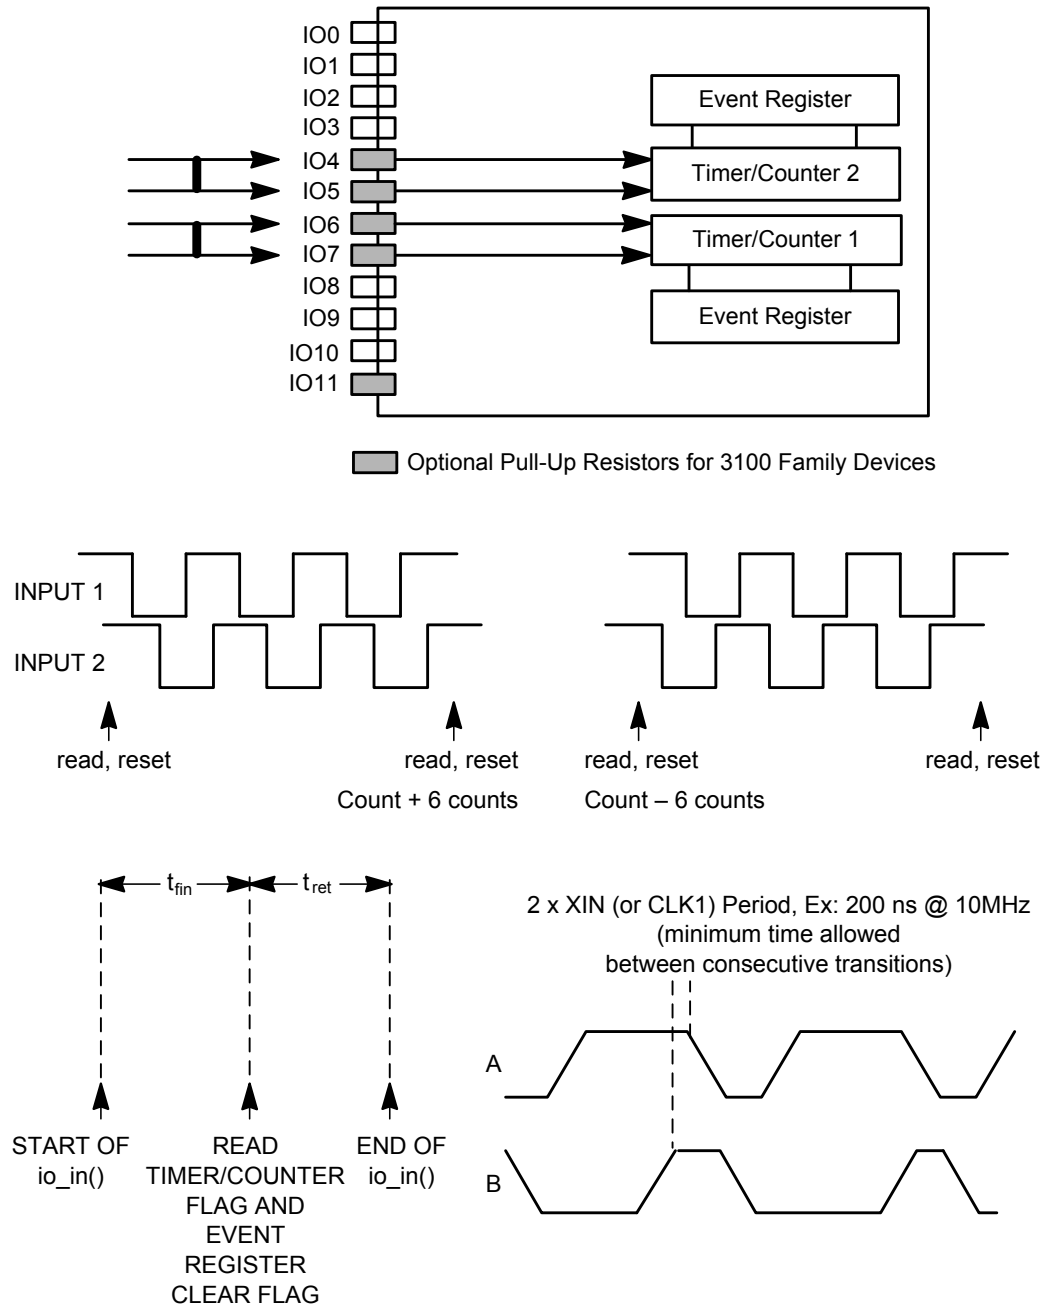 IO0
IO1
IO2
IO3
IO4
IO5
IO6
IO7
IO8
IO9
IO10
IO11
Event Register
Timer/Counter 2
Timer/Counter 1
Event Register
Optional Pull-Up Resistors for 3100 Family Devices
INPUT 1
INPUT 2
read, reset
read, reset
Count + 6 counts
read, reset
Count – 6 counts
read, reset
tfin
tret
START OF
io_in()
READ
TIMER/COUNTER
FLAG AND
EVENT
REGISTER
CLEAR FLAG
END OF
io_in()
2 x XIN (or CLK1) Period, Ex: 200 ns @ 10MHz
(minimum time allowed
between consecutive transitions)
A
B